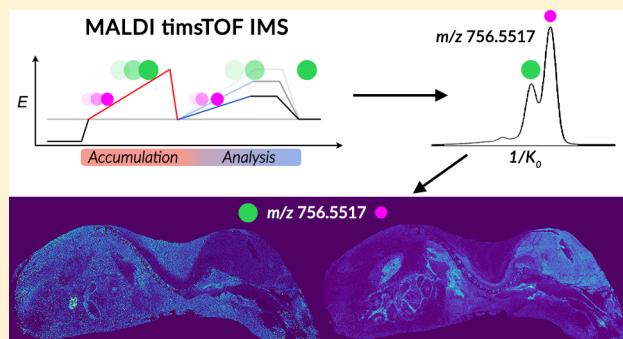 MALDI timsTOF IMS
E
Accumulation Analysis
m/z 756.5517
1/K₀
m/z 756.5517